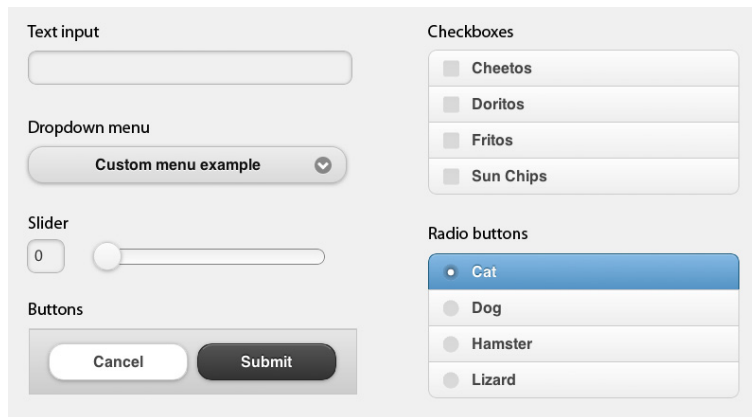 Text input
Dropdown menu
Custom menu example
Slider
0
Buttons
Cancel Submit
Checkboxes
Cheetos
Doritos
Fritos
Sun Chips
Radio buttons
Cat
Dog
Hamster
Lizard